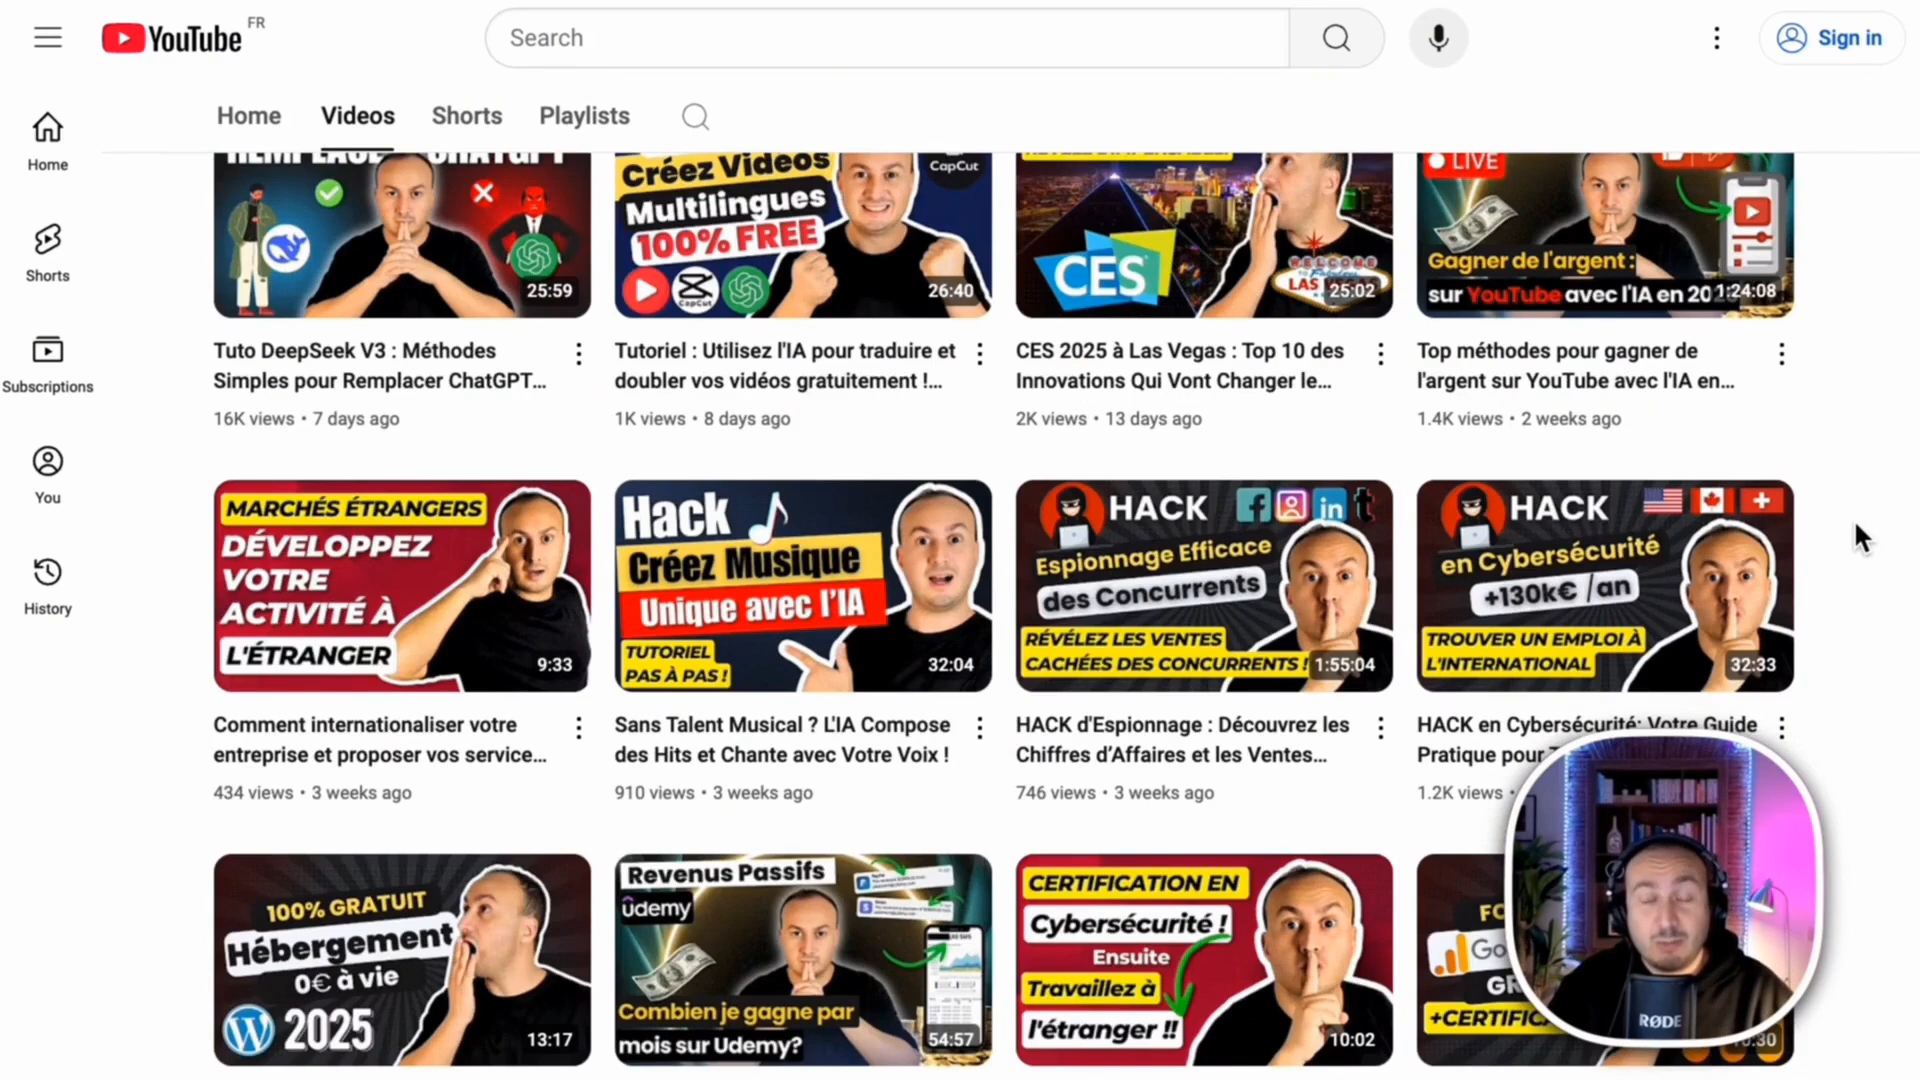 YouTube FR
Search
Sign in
Home
Videos
Shorts
Playlists
Home
Shorts
Subscriptions
You
History
25:59
Créez Vidéos
Multilingues
100% FREE
CapCut
CapCut
26:40
CES
WELCOME
TO Fabulous
LAS
25:02
LIVE
Gagner de l'argent :
sur YouTube avec l'IA en 20
1:24:08
Tuto DeepSeek V3 : Méthodes
Simples pour Remplacer ChatGPT...
16K views • 7 days ago
Tutoriel : Utilisez l'IA pour traduire et
doubler vos vidéos gratuitement !...
1K views • 8 days ago
CES 2025 à Las Vegas : Top 10 des
Innovations Qui Vont Changer le...
2K views • 13 days ago
Top méthodes pour gagner de
l'argent sur YouTube avec l'IA en...
1.4K views • 2 weeks ago
MARCHÉS ÉTRANGERS
DÉVELOPPEZ
VOTRE
ACTIVITÉ À
L'ÉTRANGER
9:33
Hack
Créez Musique
Unique avec l'IA
TUTORIEL
PAS À PAS !
32:04
HACK
Espionnage Efficace
des Concurrents
RÉVÉLEZ LES VENTES
CACHÉES DES CONCURRENTS !
1:55:04
HACK
en Cybersécurité
+130k€ /an
TROUVER UN EMPLOI À
L'INTERNATIONAL
32:33
Comment internationaliser votre
entreprise et proposer vos service...
434 views • 3 weeks ago
Sans Talent Musical ? L'IA Compose
des Hits et Chante avec Votre Voix !
910 views • 3 weeks ago
HACK d'Espionnage : Découvrez les
Chiffres d'Affaires et les Ventes...
746 views • 3 weeks ago
HACK en Cybersécurité: Votre Guide
Pratique pour
1.2K views •
100% GRATUIT
Hébergement
0€ à vie
2025
13:17
Revenus Passifs
ûdemy
Combien je gagne par
mois sur Udemy?
54:57
CERTIFICATION EN
Cybersécurité !
Ensuite
Travaillez à
l'étranger !!
10:02
FO
Go
GR
+CERTIFIC
RØDE